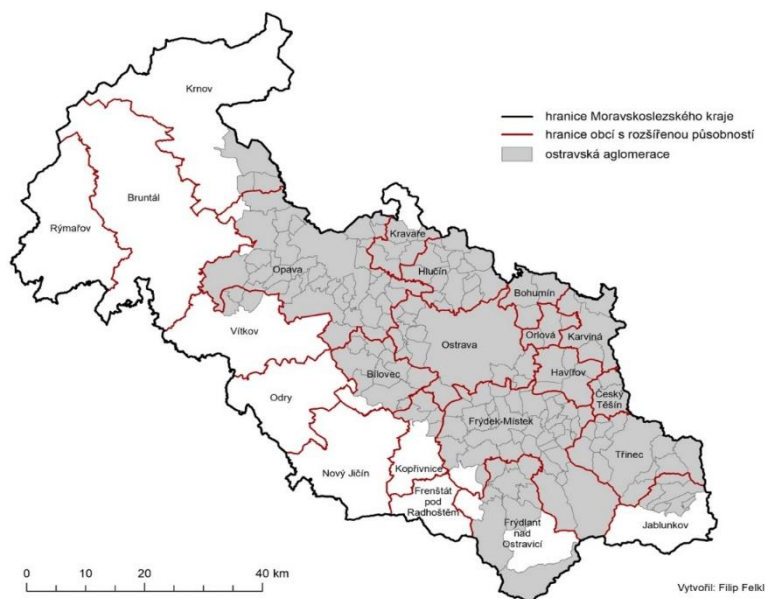 Krnov
hranice Moravskoslezského kraje
hranice obcí s rozšířenou působností
ostravská aglomerace
Bruntál
Rýmařov
Kravaře
Opava
Hlučín
Bohumín
Vítkov
Ostrava
Orlová
Karviná
Bílovec
Havířov
Český
Těšín
Odry
Frýdek-Místek
Třinec
Nový Jičín
Kopřivnice
Frenštát
pod
Radhoštěm
Frýdlant
nad
Ostravicí
Jablunkov
0 10 20 40 km
Vytvořil: Filip Felkl